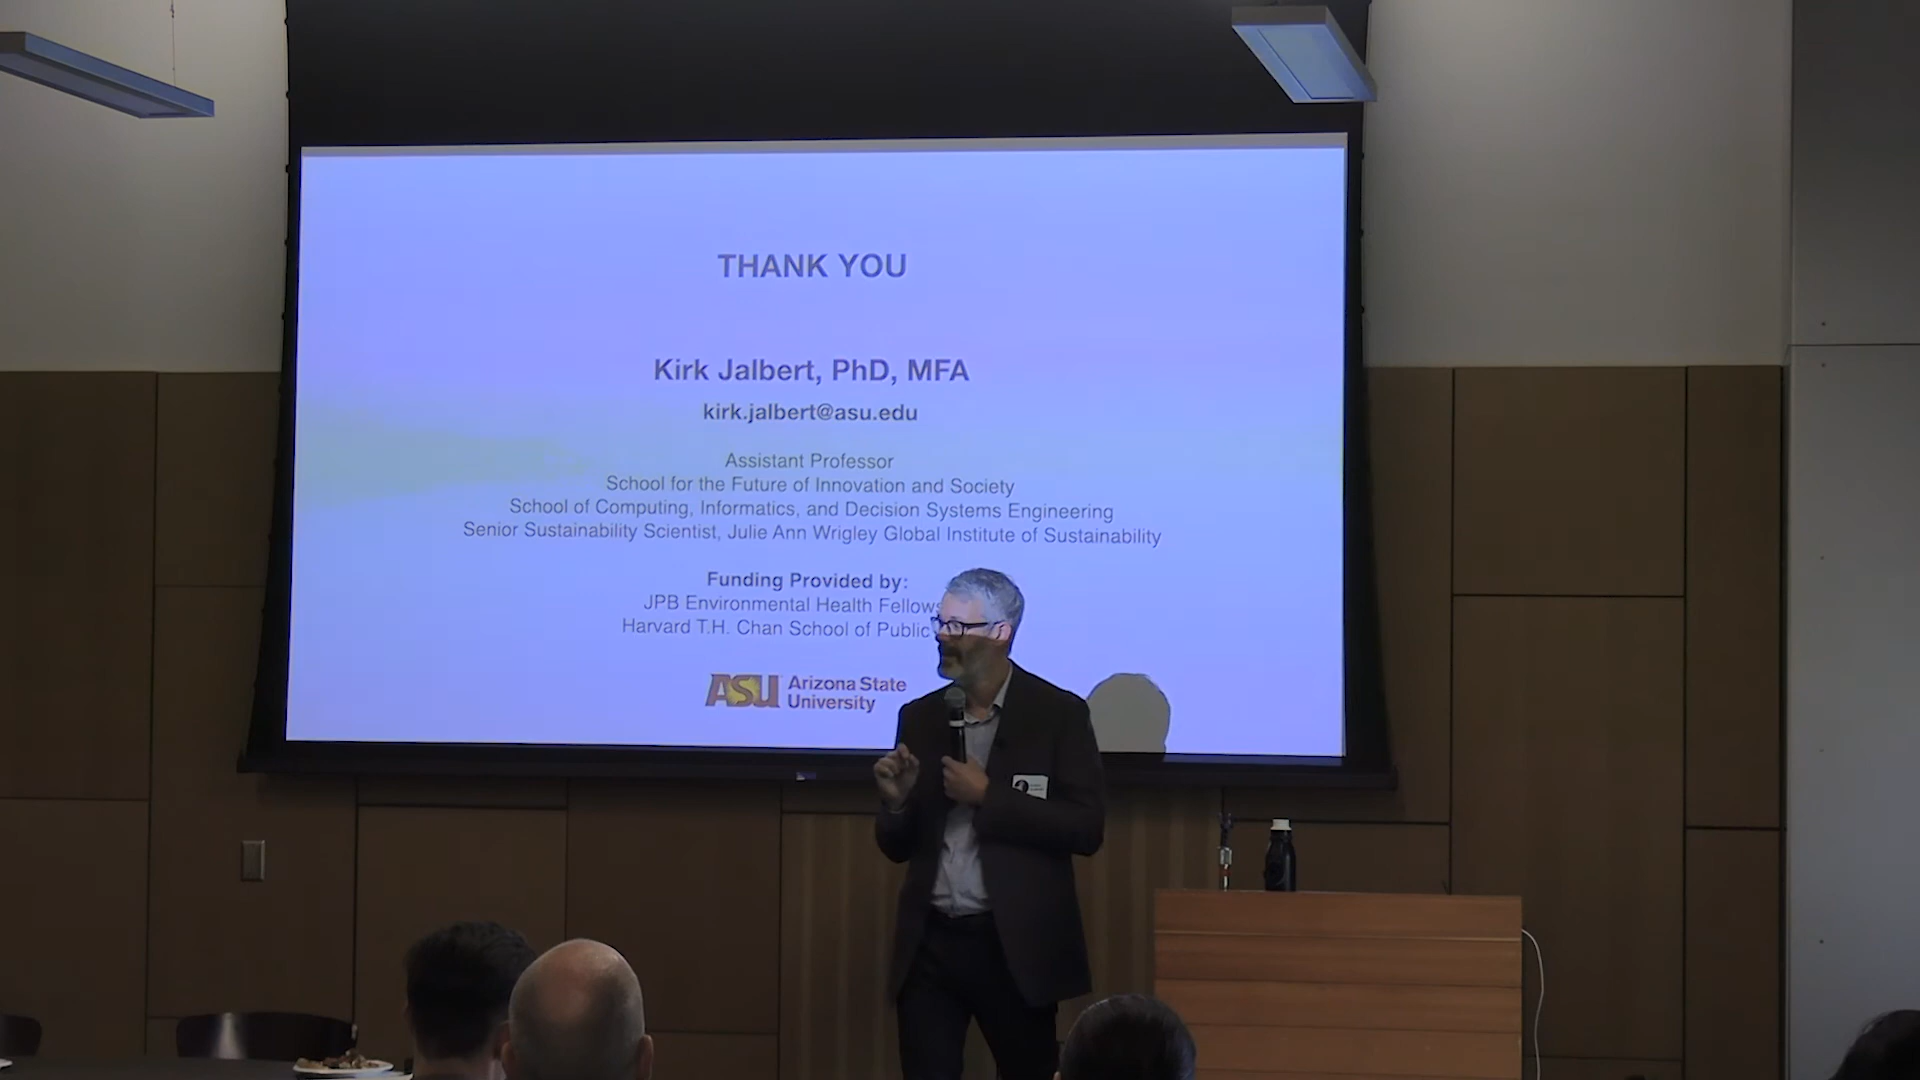 THANK YOU
Kirk Jalbert, PhD, MFA
kirk.jalbert@asu.edu
Assistant Professor
School for the Future of Innovation and Society
School of Computing, Informatics, and Decision Systems Engineering
Senior Sustainability Scientist, Julie Ann Wrigley Global Institute of Sustainability
Funding Provided by:
JPB Environmental Health Fellows
Harvard T.H. Chan School of Public
ASU Arizona State
University